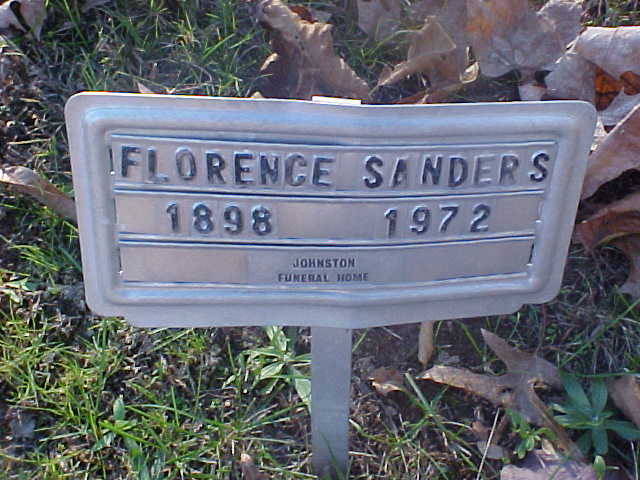 FLORENCE SANDERS
1898 1972
JOHNSTON
FUNERAL HOME